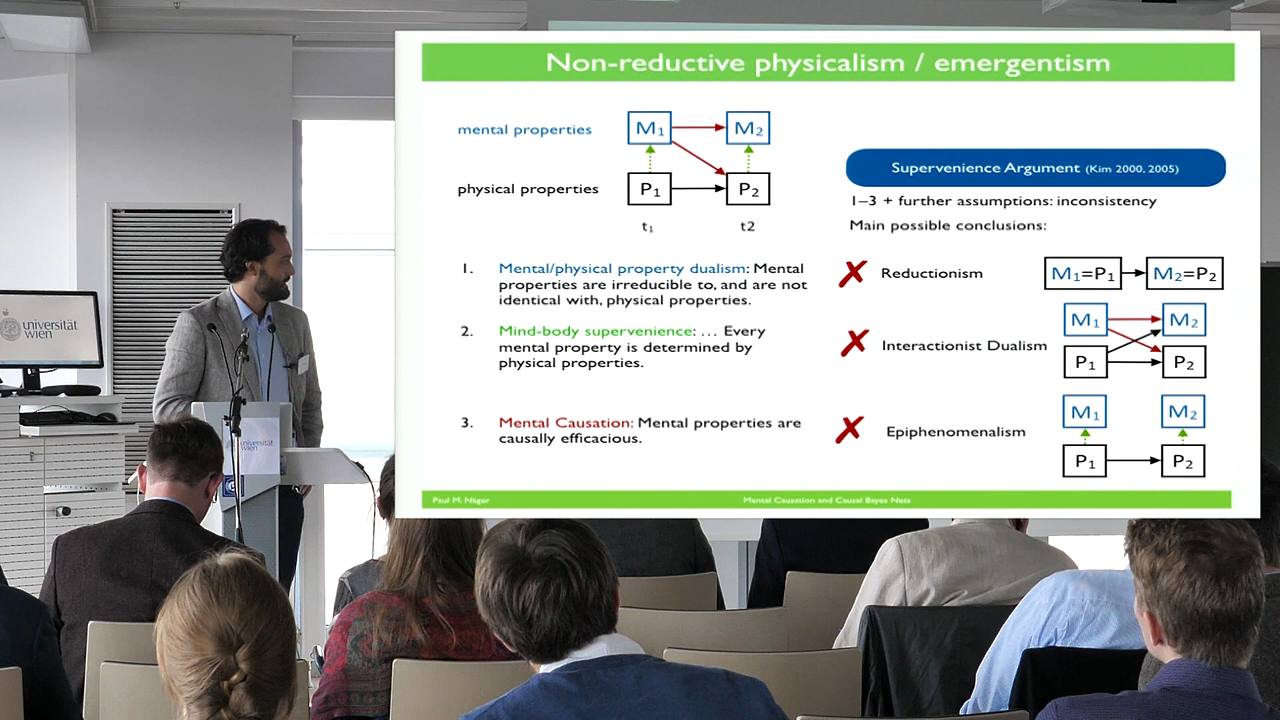 Non-reductive physicalism / emergentism
mental properties
M₁
M₂
physical properties
P₁
P₂
t₁
t2
1. Mental/physical property dualism: Mental
properties are irreducible to, and are not
identical with, physical properties.
2. Mind-body supervenience: … Every
mental property is determined by
physical properties.
3. Mental Causation: Mental properties are
causally efficacious.
Supervenience Argument (Kim 2000, 2005)
1–3 + further assumptions: inconsistency
Main possible conclusions:
✗ Reductionism
M₁=P₁
M₂=P₂
✗ Interactionist Dualism
M₁
M₂
P₁
P₂
✗ Epiphenomenalism
M₁
M₂
P₁
P₂
Paul M. Näger
Mental Causation and Causal Bayes Nets
universität
wien
universität
wien